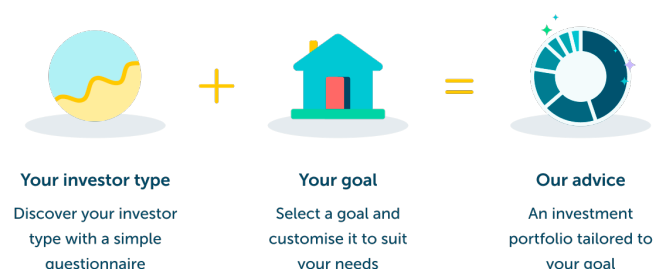 Your investor type
Discover your investor
type with a simple
questionnaire
Your goal
Select a goal and
customise it to suit
your needs
Our advice
An investment
portfolio tailored to
your goal